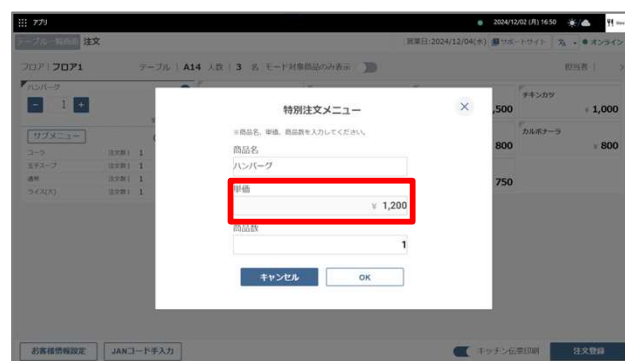 アプリ
2024/12/02 (月) 16:50
テーブル一覧画面 注文
営業日:2024/12/04(水) サポートサイト オンライン
フロア | フロア1 テーブル | A14 人数 | 3 名 モード対象商品のみ表示
担当者 |
ハンバーグ
1
サブメニュー
コーラ 注文数 | 1
玉子スープ 注文数 | 1
通常 注文数 | 1
ライス(大) 注文数 | 1
特別注文メニュー
※商品名、単価、商品数を入力してください。
商品名
ハンバーグ
単価
¥ 1,200
商品数
1
キャンセル OK
,500
チキンカツ
¥ 1,000
800
カルボナーラ
¥ 800
750
お客様情報設定 JANコード手入力 キッチン伝票印刷 注文登録